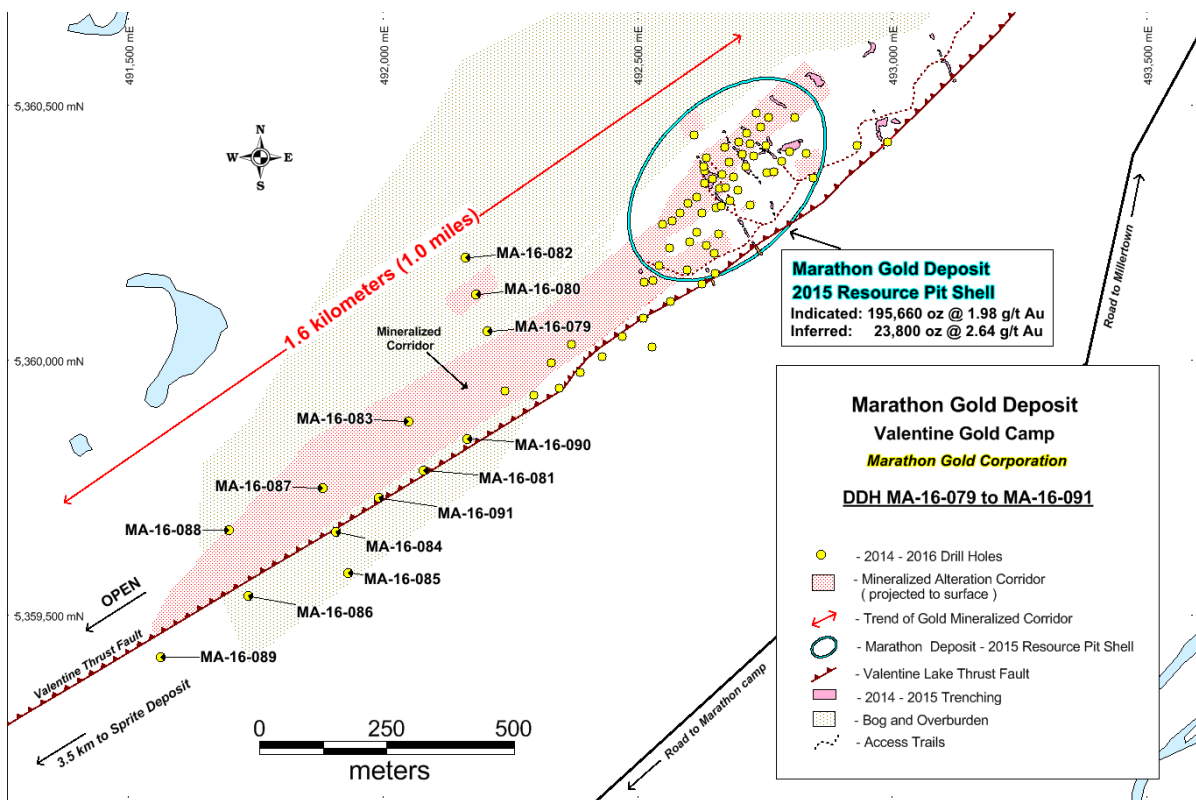 491,500 mE
492,000 mE
492,500 mE
493,000 mE
493,500 mE
5,360,500 mN
N
W E
S
1.6 kilometers (1.0 miles)
MA-16-082
MA-16-080
MA-16-079
Mineralized
Corridor
Marathon Gold Deposit
2015 Resource Pit Shell
Indicated: 195,660 oz @ 1.98 g/t Au
Inferred: 23,800 oz @ 2.64 g/t Au
Road to Millertown
5,360,000 mN
MA-16-083
MA-16-090
MA-16-081
MA-16-087
MA-16-091
MA-16-088
MA-16-084
MA-16-085
OPEN
MA-16-086
5,359,500 mN
Valentine Thrust Fault
MA-16-089
3.5 km to Sprite Deposit
Road to Marathon camp
0 250 500
meters
Marathon Gold Deposit
Valentine Gold Camp
Marathon Gold Corporation
DDH MA-16-079 to MA-16-091
- 2014 - 2016 Drill Holes
- Mineralized Alteration Corridor
( projected to surface )
- Trend of Gold Mineralized Corridor
- Marathon Deposit - 2015 Resource Pit Shell
- Valentine Lake Thrust Fault
- 2014 - 2015 Trenching
- Bog and Overburden
- Access Trails